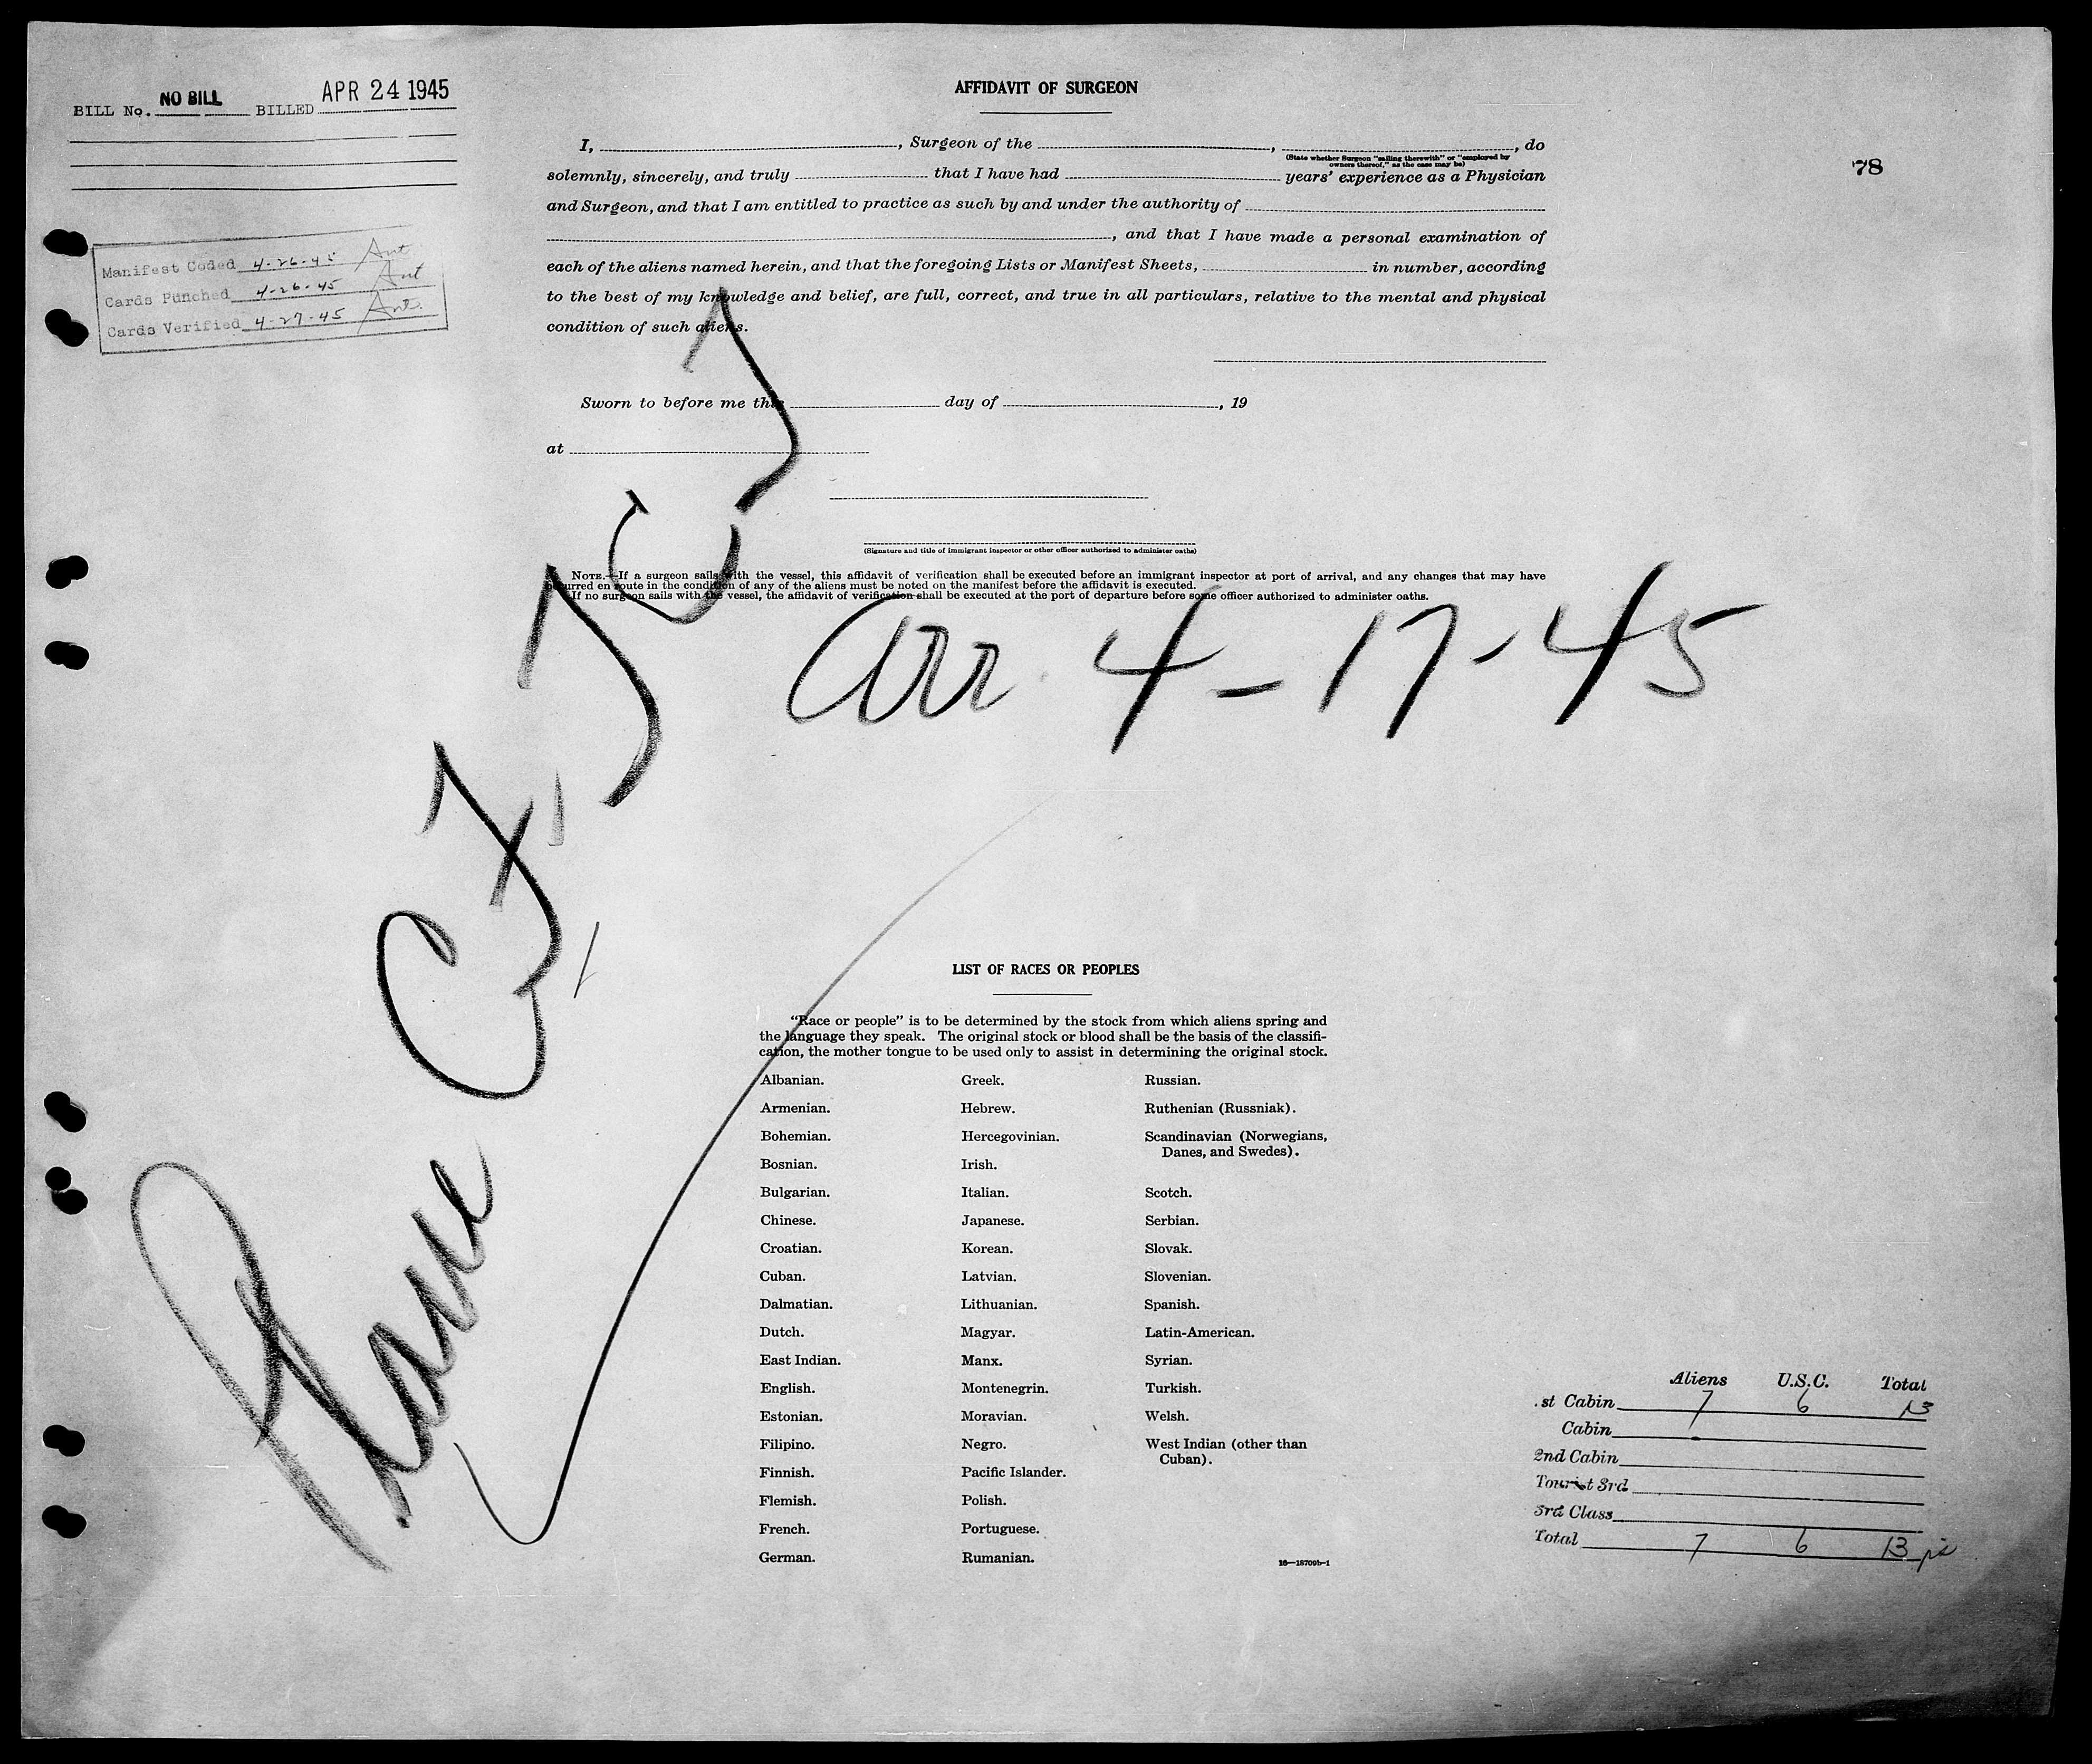 BILL No. NO BILL BILLED APR 24 1945
Manifest Coded 4-26-45
Cards Punched 4-26-45
Cards Verified 4-27-45
78
AFFIDAVIT OF SURGEON
I, , Surgeon of the , , do
(State whether Surgeon "sailing therewith" or "employed by
owners thereof," as the case may be)
solemnly, sincerely, and truly that I have had years' experience as a Physician
and Surgeon, and that I am entitled to practice as such by and under the authority of
, and that I have made a personal examination of
each of the aliens named herein, and that the foregoing Lists or Manifest Sheets, in number, according
to the best of my knowledge and belief, are full, correct, and true in all particulars, relative to the mental and physical
condition of such aliens.
Sworn to before me this day of , 19
at
(Signature and title of immigrant inspector or other officer authorized to administer oaths)
NOTE.—If a surgeon sails with the vessel, this affidavit of verification shall be executed before an immigrant inspector at port of arrival, and any changes that may have
occurred en route in the condition of any of the aliens must be noted on the manifest before the affidavit is executed.
If no surgeon sails with the vessel, the affidavit of verification shall be executed at the port of departure before some officer authorized to administer oaths.
Arr 4-17-45
Plane
LIST OF RACES OR PEOPLES
"Race or people" is to be determined by the stock from which aliens spring and
the language they speak. The original stock or blood shall be the basis of the classifi-
cation, the mother tongue to be used only to assist in determining the original stock.
Albanian.
Armenian.
Bohemian.
Bosnian.
Bulgarian.
Chinese.
Croatian.
Cuban.
Dalmatian.
Dutch.
East Indian.
English.
Estonian.
Filipino.
Finnish.
Flemish.
French.
German.
Greek.
Hebrew.
Hercegovinian.
Irish.
Italian.
Japanese.
Korean.
Latvian.
Lithuanian.
Magyar.
Manx.
Montenegrin.
Moravian.
Negro.
Pacific Islander.
Polish.
Portuguese.
Rumanian.
Russian.
Ruthenian (Russniak).
Scandinavian (Norwegians,
Danes, and Swedes).
Scotch.
Serbian.
Slovak.
Slovenian.
Spanish.
Latin-American.
Syrian.
Turkish.
Welsh.
West Indian (other than
Cuban).
16—18709b-1
Aliens U.S.C. Total
st Cabin 7 6 13
Cabin
2nd Cabin
Tourist 3rd
3rd Class
Total 7 6 13